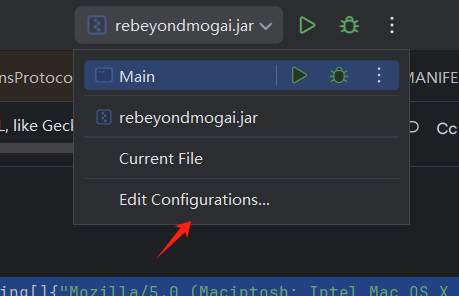 rebeyondmogai.jar
nsProtoco
Main
MANIFE
L, like Geck
rebeyondmogai.jar
Cc
Current File
Edit Configurations...
ing[]{"Mozilla/5.0 (Macintosh; Intel Mac OS X